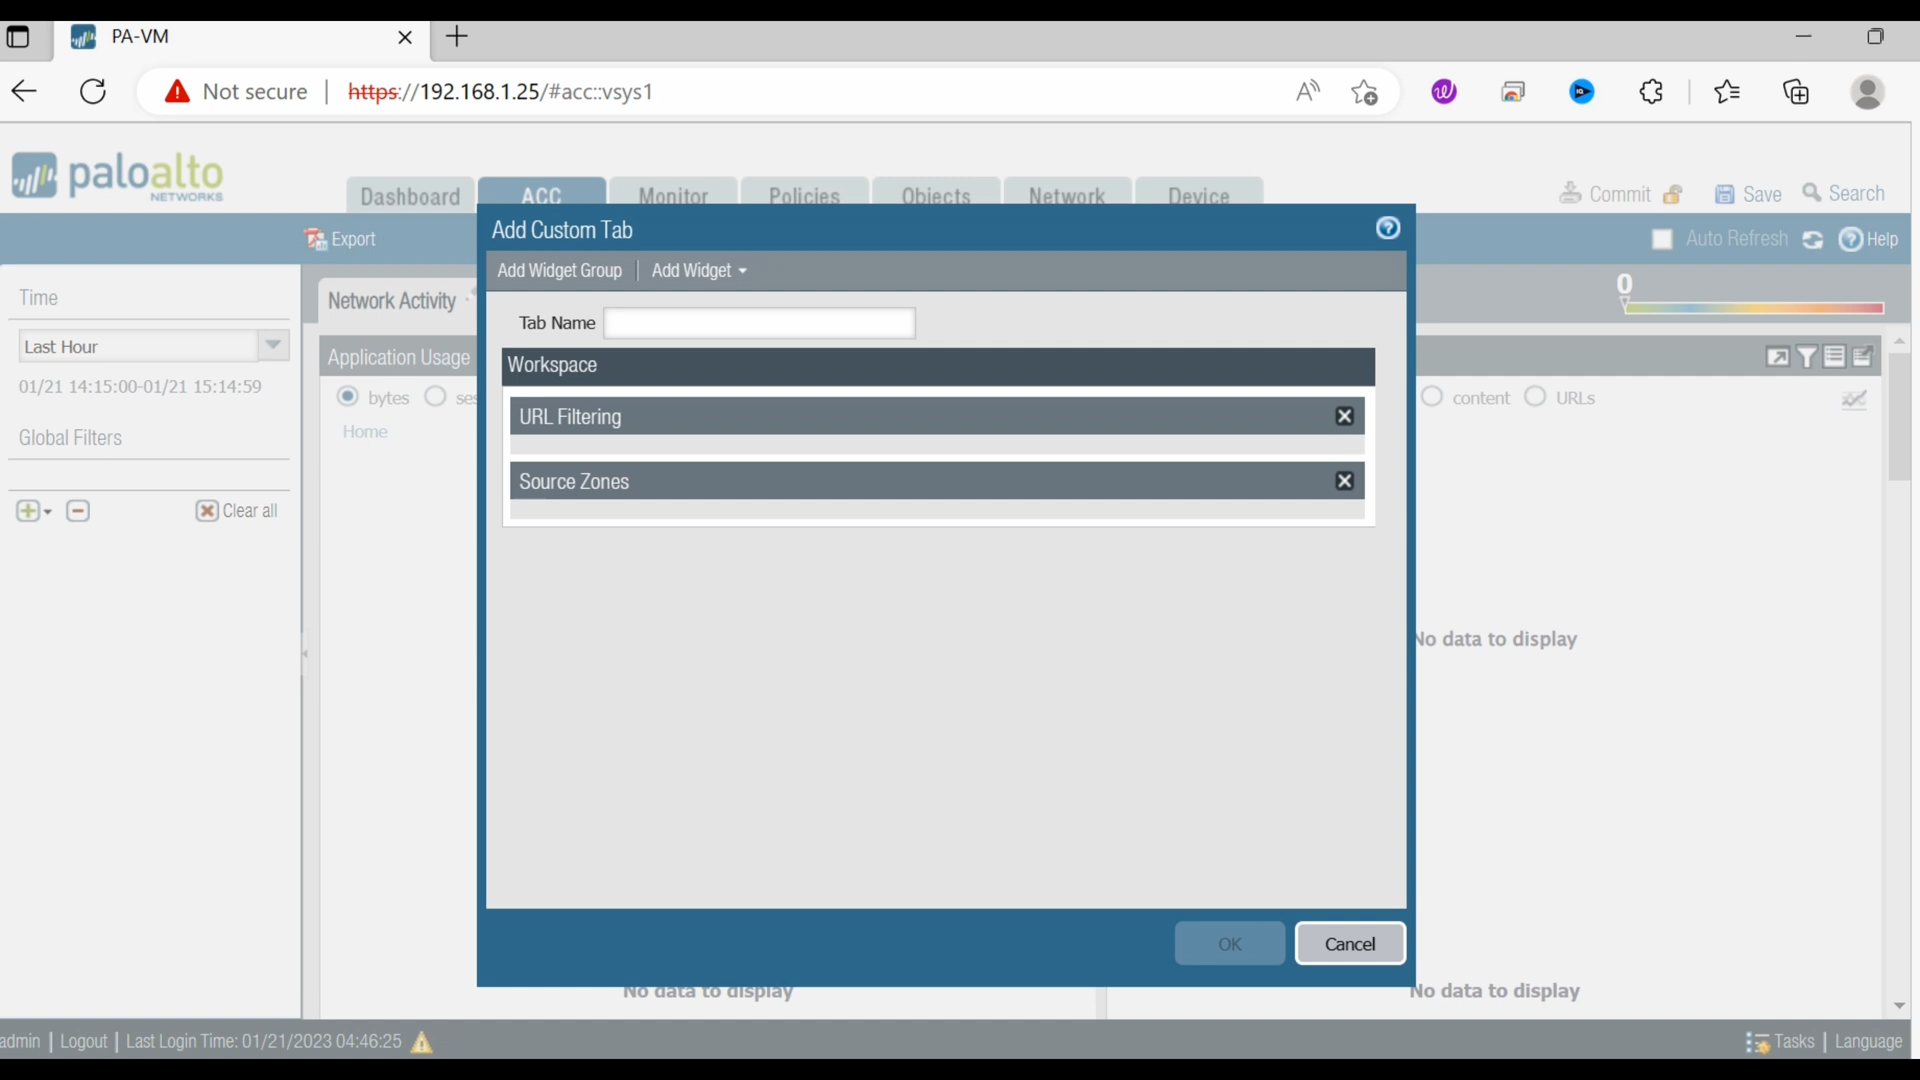 PA-VM
Not secure | https://192.168.1.25/#acc::vsys1
paloalto
NETWORKS
Dashboard ACC Monitor Policies Objects Network Device
Commit Save Search
Export
Auto Refresh Help
Add Custom Tab
Add Widget Group | Add Widget
Time
Last Hour
01/21 14:15:00-01/21 15:14:59
Global Filters
Clear all
Network Activity
Application Usage
bytes
Home
Tab Name
Workspace
URL Filtering
Source Zones
0
content URLs
No data to display
OK Cancel
No data to display No data to display
admin | Logout | Last Login Time: 01/21/2023 04:46:25
Tasks | Language